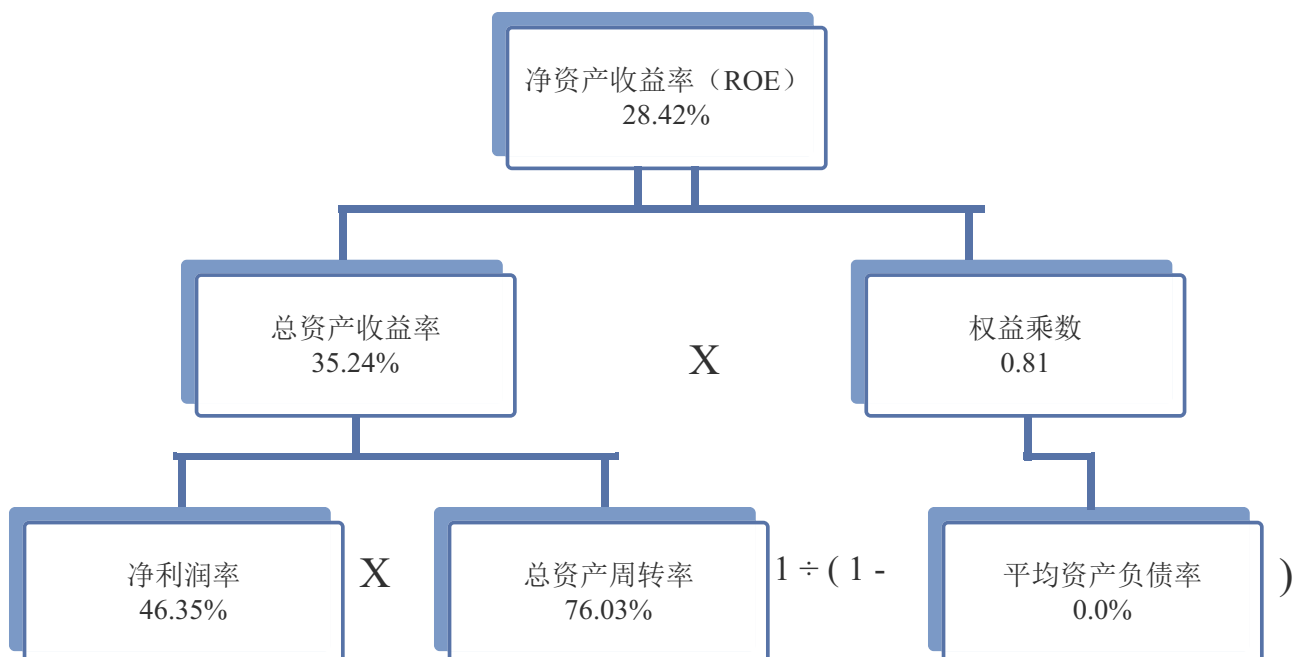 净资产收益率（ROE）
28.42%
总资产收益率
35.24%
X
权益乘数
0.81
净利润率
46.35%
X
总资产周转率
76.03%
1 ÷ ( 1 -
平均资产负债率
0.0%
)